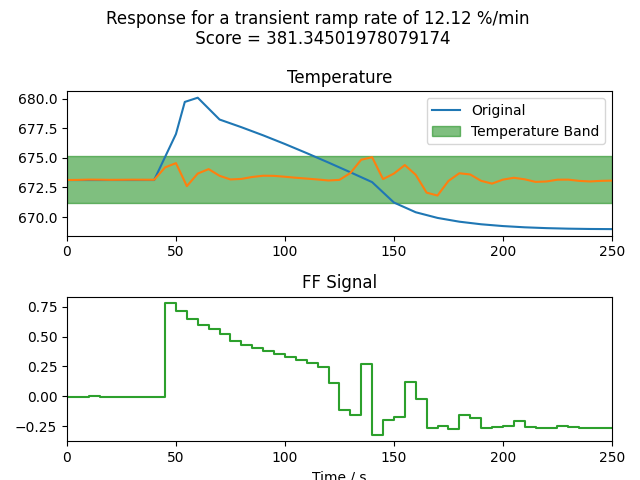 Response for a transient ramp rate of 12.12 %/min
Score = 381.34501978079174
Temperature
680.0
677.5
675.0
672.5
670.0
Original
Temperature Band
0 50 100 150 200 250
FF Signal
0.75
0.50
0.25
0.00
−0.25
0 50 100 150 200 250
Time / s